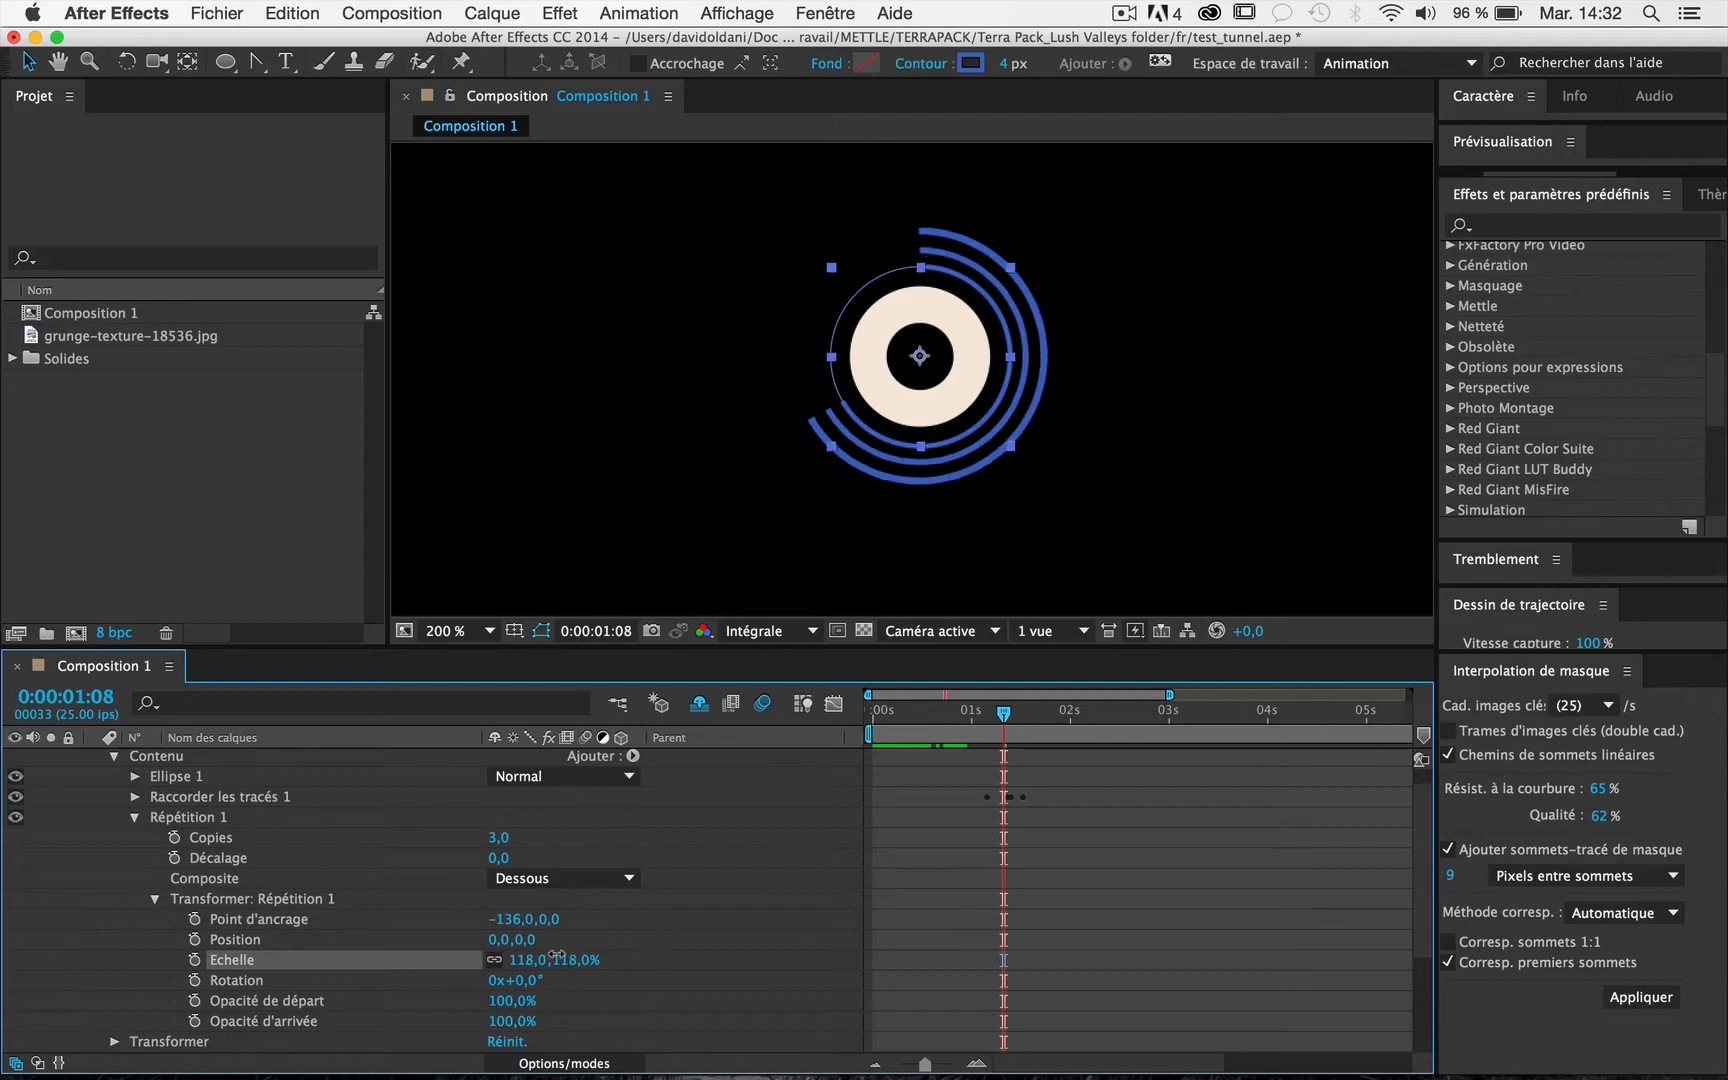 After Effects Fichier Edition Composition Calque Effet Animation Affichage Fenêtre Aide 4 96 % Mar. 14:32
Adobe After Effects CC 2014 - /Users/davidoldani/Doc ... ravail/METTLE/TERRAPACK/Terra Pack_Lush Valleys folder/fr/test_tunnel.aep *
Accrochage Fond : Contour : 4 px Ajouter : Espace de travail : Animation Rechercher dans l'aide
Projet
Composition Composition 1
Caractère Info Audio
Composition 1
Prévisualisation
Effets et paramètres prédéfinis Thèr
FxFactory Pro Video
Génération
Masquage
Mettle
Netteté
Obsolète
Options pour expressions
Perspective
Photo Montage
Red Giant
Red Giant Color Suite
Red Giant LUT Buddy
Red Giant MisFire
Simulation
Nom
Composition 1
grunge-texture-18536.jpg
Solides
8 bpc
200 % 0:00:01:08 Intégrale Caméra active 1 vue +0,0
Tremblement
Dessin de trajectoire
Vitesse capture : 100 %
Interpolation de masque
Cad. images clés (25) /s
Trames d'images clés (double cad.)
Chemins de sommets linéaires
Résist. à la courbure : 65 %
Qualité : 62 %
Ajouter sommets-tracé de masque
9 Pixels entre sommets
Méthode corresp. : Automatique
Corresp. sommets 1:1
Corresp. premiers sommets
Appliquer
Composition 1
0:00:01:08
00033 (25.00 ips)
:00s 01s 02s 03s 04s 05s
N° Nom des calques fx Parent
Contenu Ajouter :
Ellipse 1 Normal
Raccorder les tracés 1
Répétition 1
Copies 3,0
Décalage 0,0
Composite Dessous
Transformer: Répétition 1
Point d'ancrage -136,0,0,0
Position 0,0,0,0
Echelle 118,0,118,0%
Rotation 0x+0,0°
Opacité de départ 100,0%
Opacité d'arrivée 100,0%
Transformer Réinit.
Options/modes